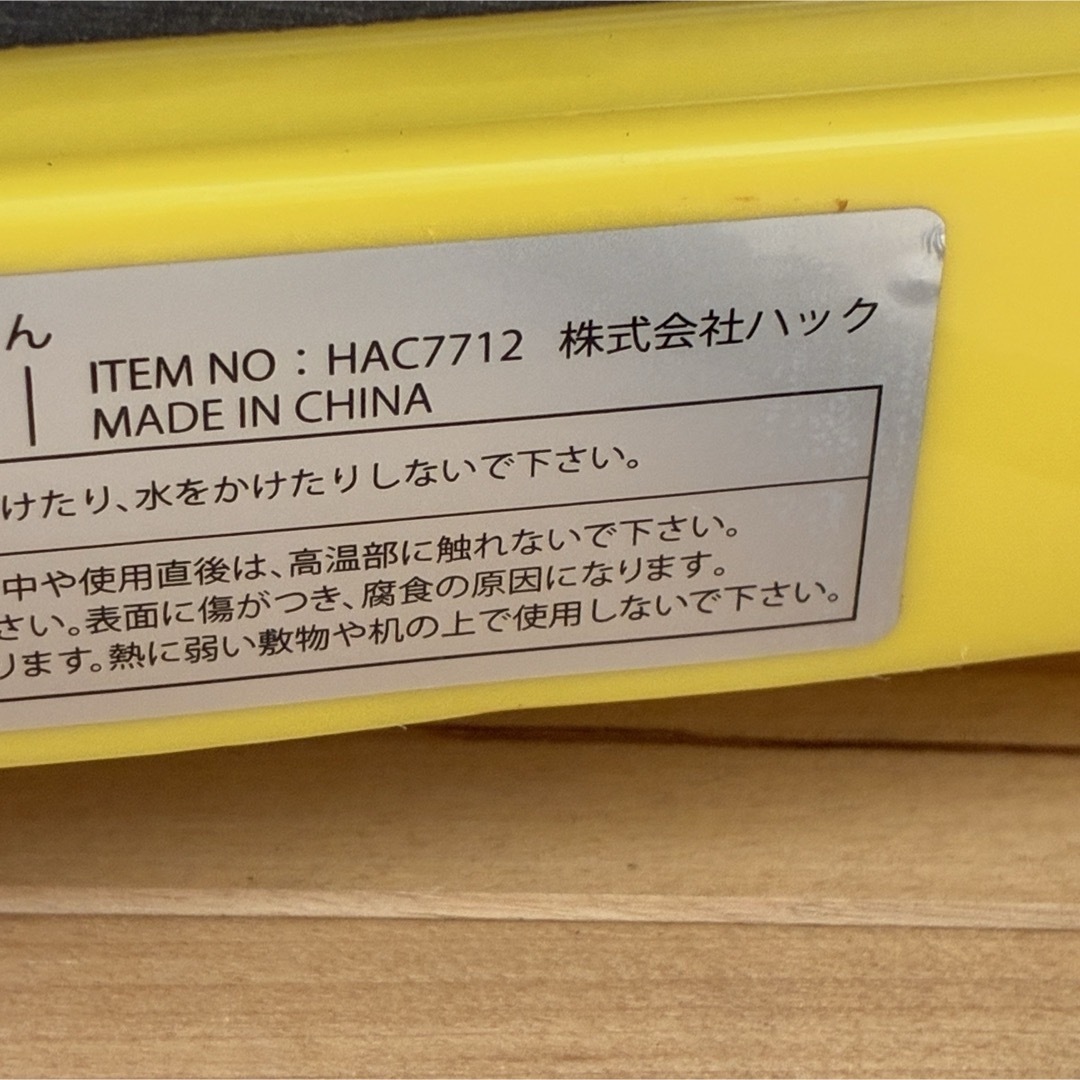 ん
ITEM NO：HAC7712 株式会社ハック
MADE IN CHINA
けたり、水をかけたりしないで下さい。
中や使用直後は、高温部に触れないで下さい。
さい。表面に傷がつき、腐食の原因になります。
ります。熱に弱い敷物や机の上で使用しないで下さい。